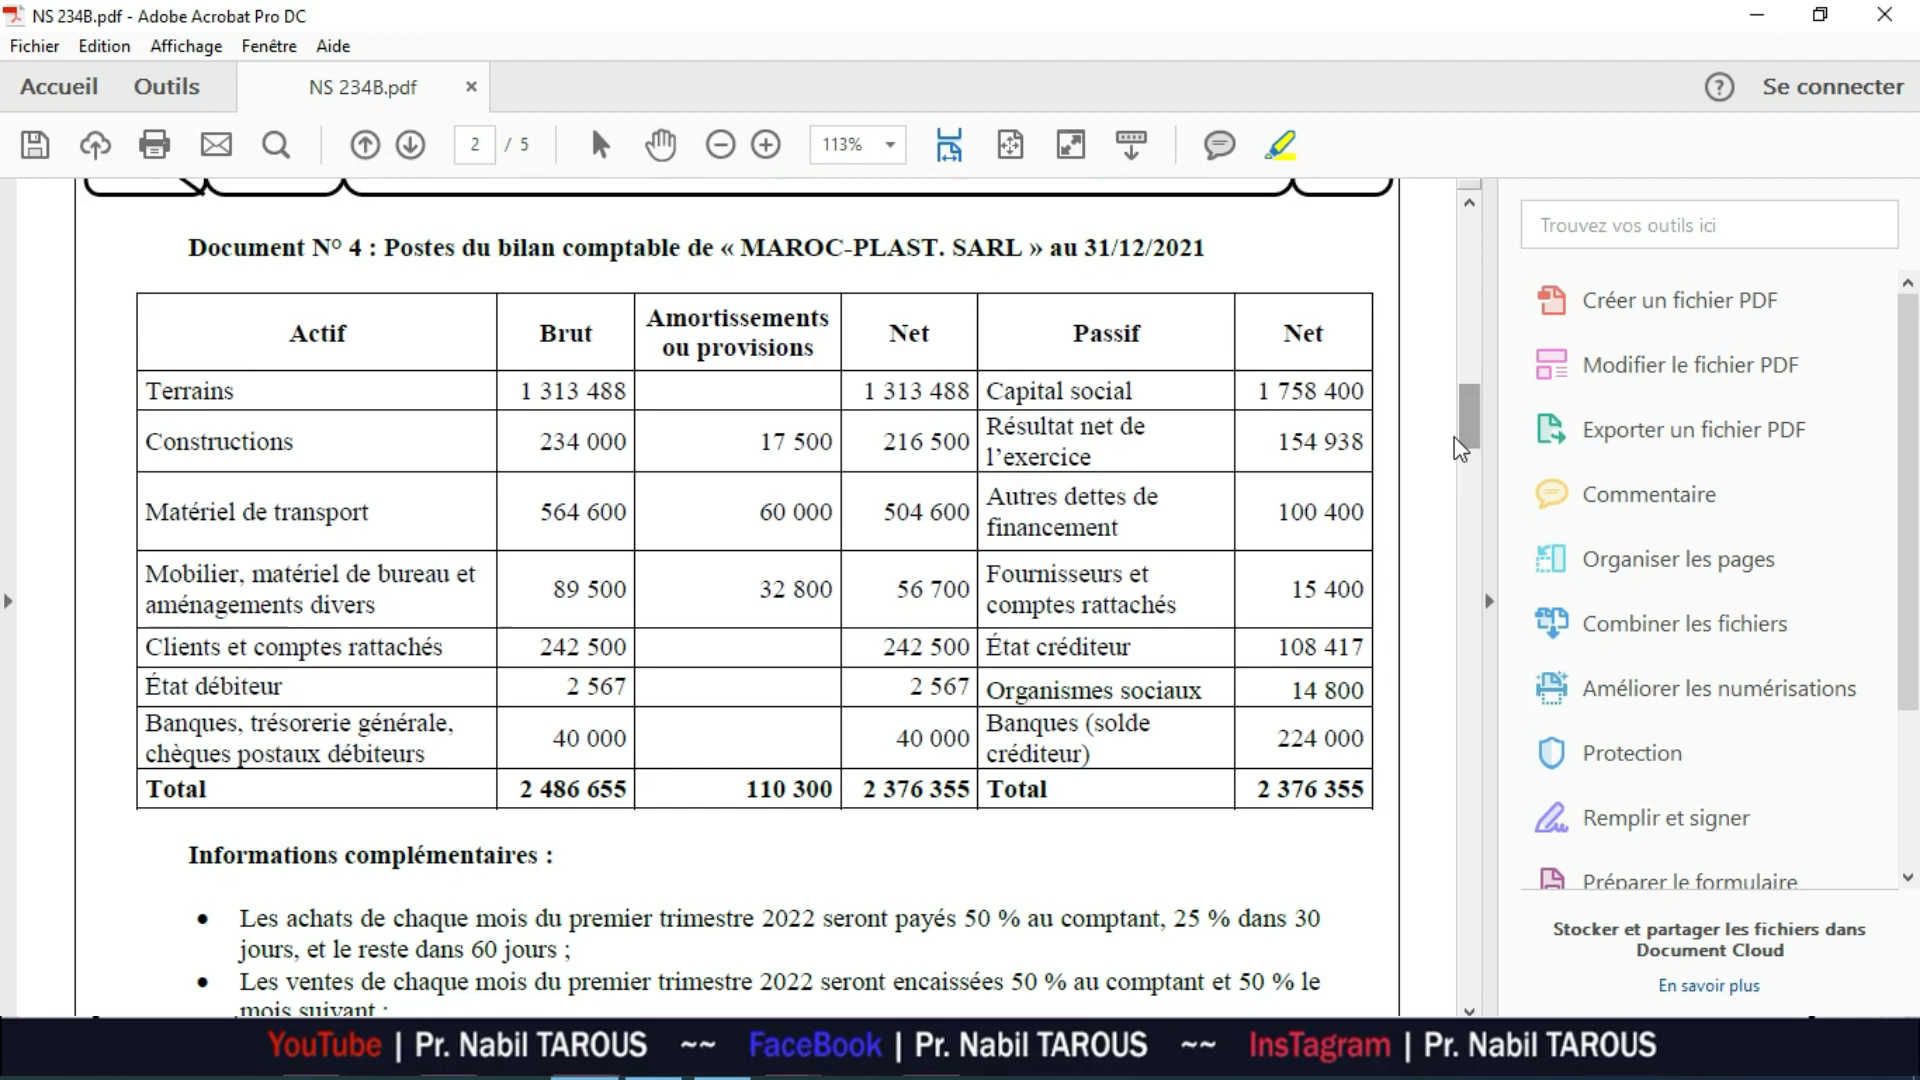 NS 234B.pdf - Adobe Acrobat Pro DC
Fichier Edition Affichage Fenêtre Aide
Accueil Outils NS 234B.pdf × ? Se connecter
2 / 5 113%
Document N° 4 : Postes du bilan comptable de « MAROC-PLAST. SARL » au 31/12/2021
Actif Brut Amortissements ou provisions Net Passif Net
Terrains 1 313 488 1 313 488 Capital social 1 758 400
Constructions 234 000 17 500 216 500 Résultat net de l’exercice 154 938
Matériel de transport 564 600 60 000 504 600 Autres dettes de financement 100 400
Mobilier, matériel de bureau et aménagements divers 89 500 32 800 56 700 Fournisseurs et comptes rattachés 15 400
Clients et comptes rattachés 242 500 242 500 État créditeur 108 417
État débiteur 2 567 2 567 Organismes sociaux 14 800
Banques, trésorerie générale, chèques postaux débiteurs 40 000 40 000 Banques (solde créditeur) 224 000
Total 2 486 655 110 300 2 376 355 Total 2 376 355
Informations complémentaires :
• Les achats de chaque mois du premier trimestre 2022 seront payés 50 % au comptant, 25 % dans 30
jours, et le reste dans 60 jours ;
• Les ventes de chaque mois du premier trimestre 2022 seront encaissées 50 % au comptant et 50 % le
mois suivant ;
Trouvez vos outils ici
Créer un fichier PDF
Modifier le fichier PDF
Exporter un fichier PDF
Commentaire
Organiser les pages
Combiner les fichiers
Améliorer les numérisations
Protection
Remplir et signer
Préparer le formulaire
Stocker et partager les fichiers dans
Document Cloud
En savoir plus
YouTube | Pr. Nabil TAROUS ~~ FaceBook | Pr. Nabil TAROUS ~~ InsTagram | Pr. Nabil TAROUS